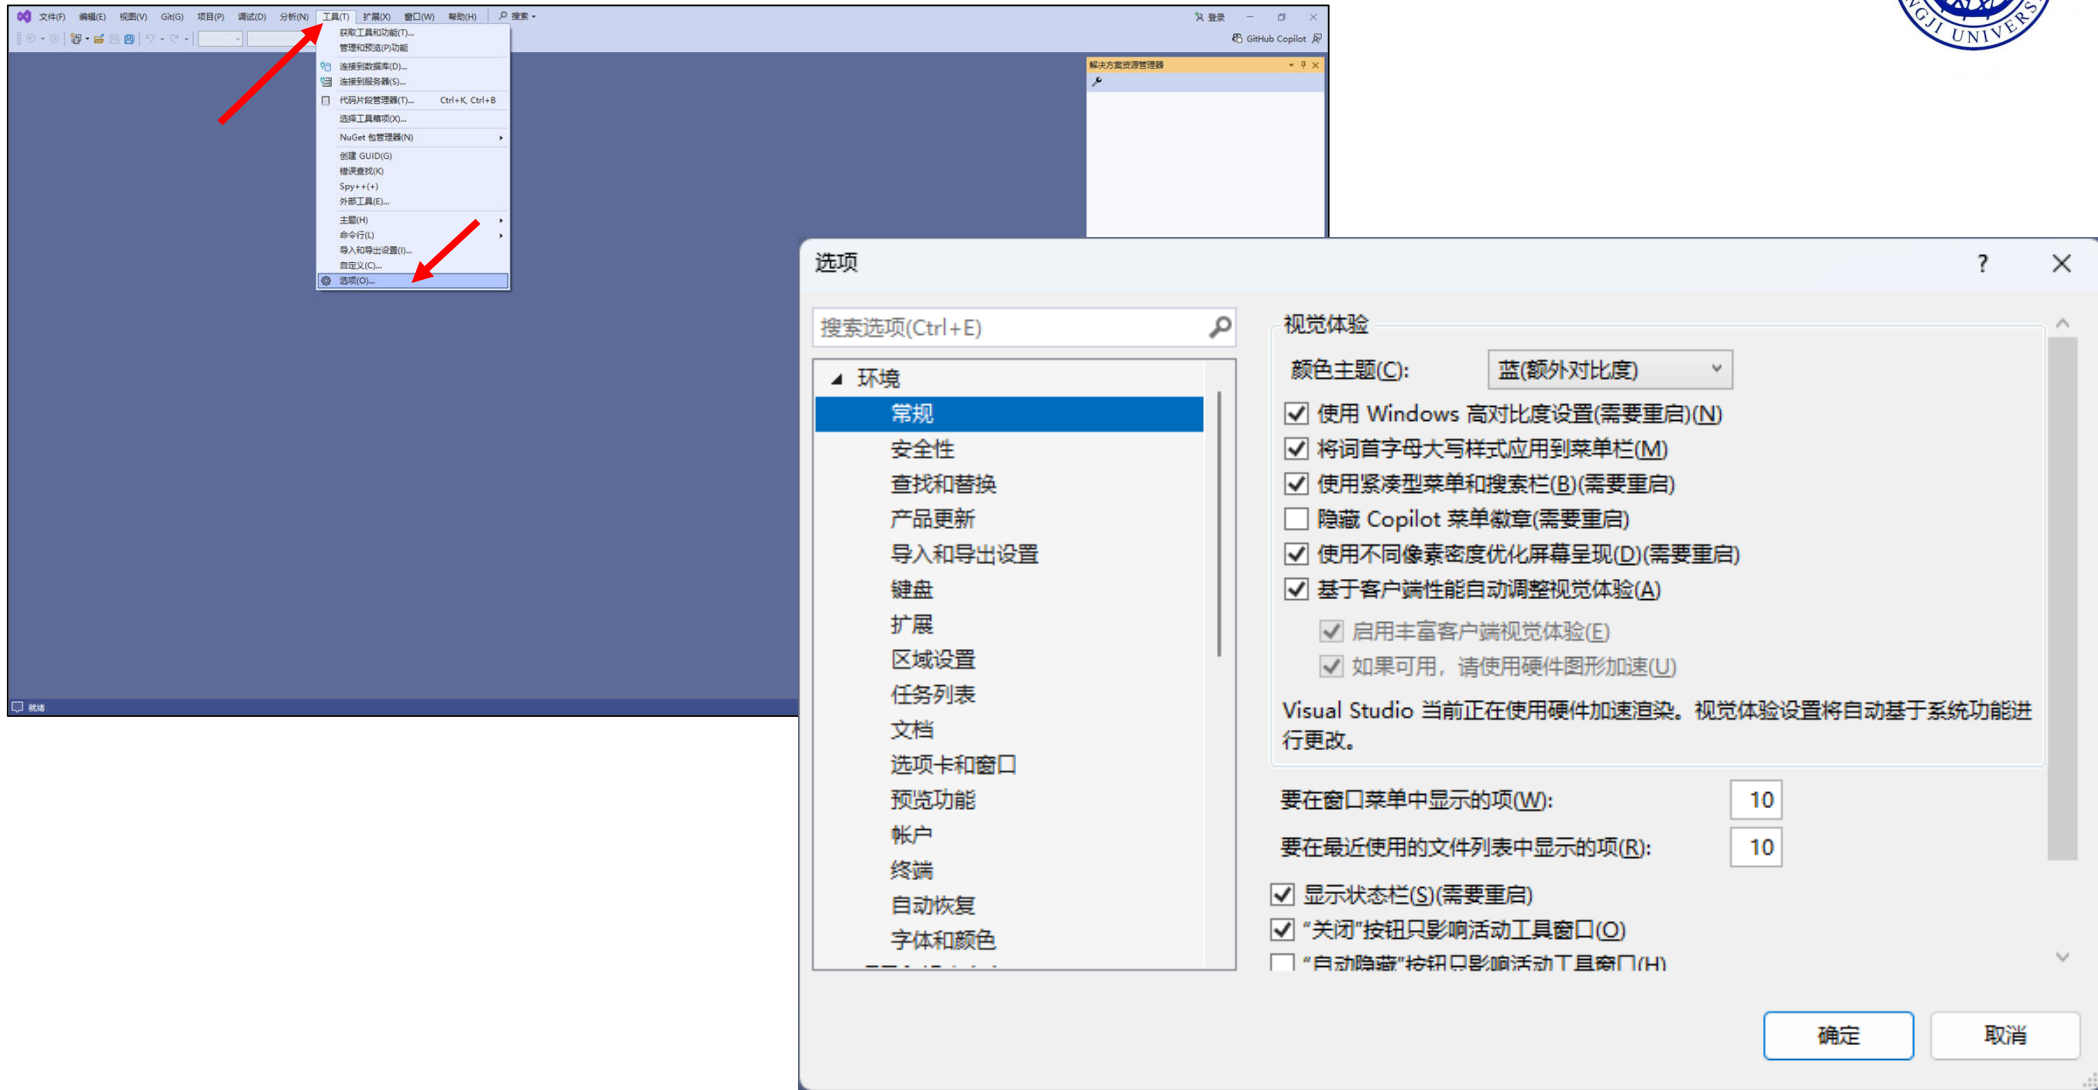 文件(F) 编辑(E) 视图(V) Git(G) 项目(P) 调试(D) 分析(N) 工具(T) 扩展(X) 窗口(W) 帮助(H) 搜索
登录
GitHub Copilot
获取工具和功能(T)...
管理和预览(P)功能
连接到数据库(D)...
连接到服务器(S)...
代码片段管理器(T)... Ctrl+K, Ctrl+B
选择工具箱项(X)...
NuGet 包管理器(N)
创建 GUID(G)
错误查找(K)
Spy++(+)
外部工具(E)...
主题(H)
命令行(L)
导入和导出设置(I)...
自定义(C)...
选项(O)...
解决方案资源管理器
就绪
UNIV
选项
搜索选项(Ctrl+E)
环境
常规
安全性
查找和替换
产品更新
导入和导出设置
键盘
扩展
区域设置
任务列表
文档
选项卡和窗口
预览功能
帐户
终端
自动恢复
字体和颜色
视觉体验
颜色主题(C): 蓝(额外对比度)
使用 Windows 高对比度设置(需要重启)(N)
将词首字母大写样式应用到菜单栏(M)
使用紧凑型菜单和搜索栏(B)(需要重启)
隐藏 Copilot 菜单徽章(需要重启)
使用不同像素密度优化屏幕呈现(D)(需要重启)
基于客户端性能自动调整视觉体验(A)
启用丰富客户端视觉体验(E)
如果可用，请使用硬件图形加速(U)
Visual Studio 当前正在使用硬件加速渲染。视觉体验设置将自动基于系统功能进
行更改。
要在窗口菜单中显示的项(W): 10
要在最近使用的文件列表中显示的项(R): 10
显示状态栏(S)(需要重启)
“关闭”按钮只影响活动工具窗口(O)
“自动隐藏”按钮只影响活动工具窗口(H)
确定 取消